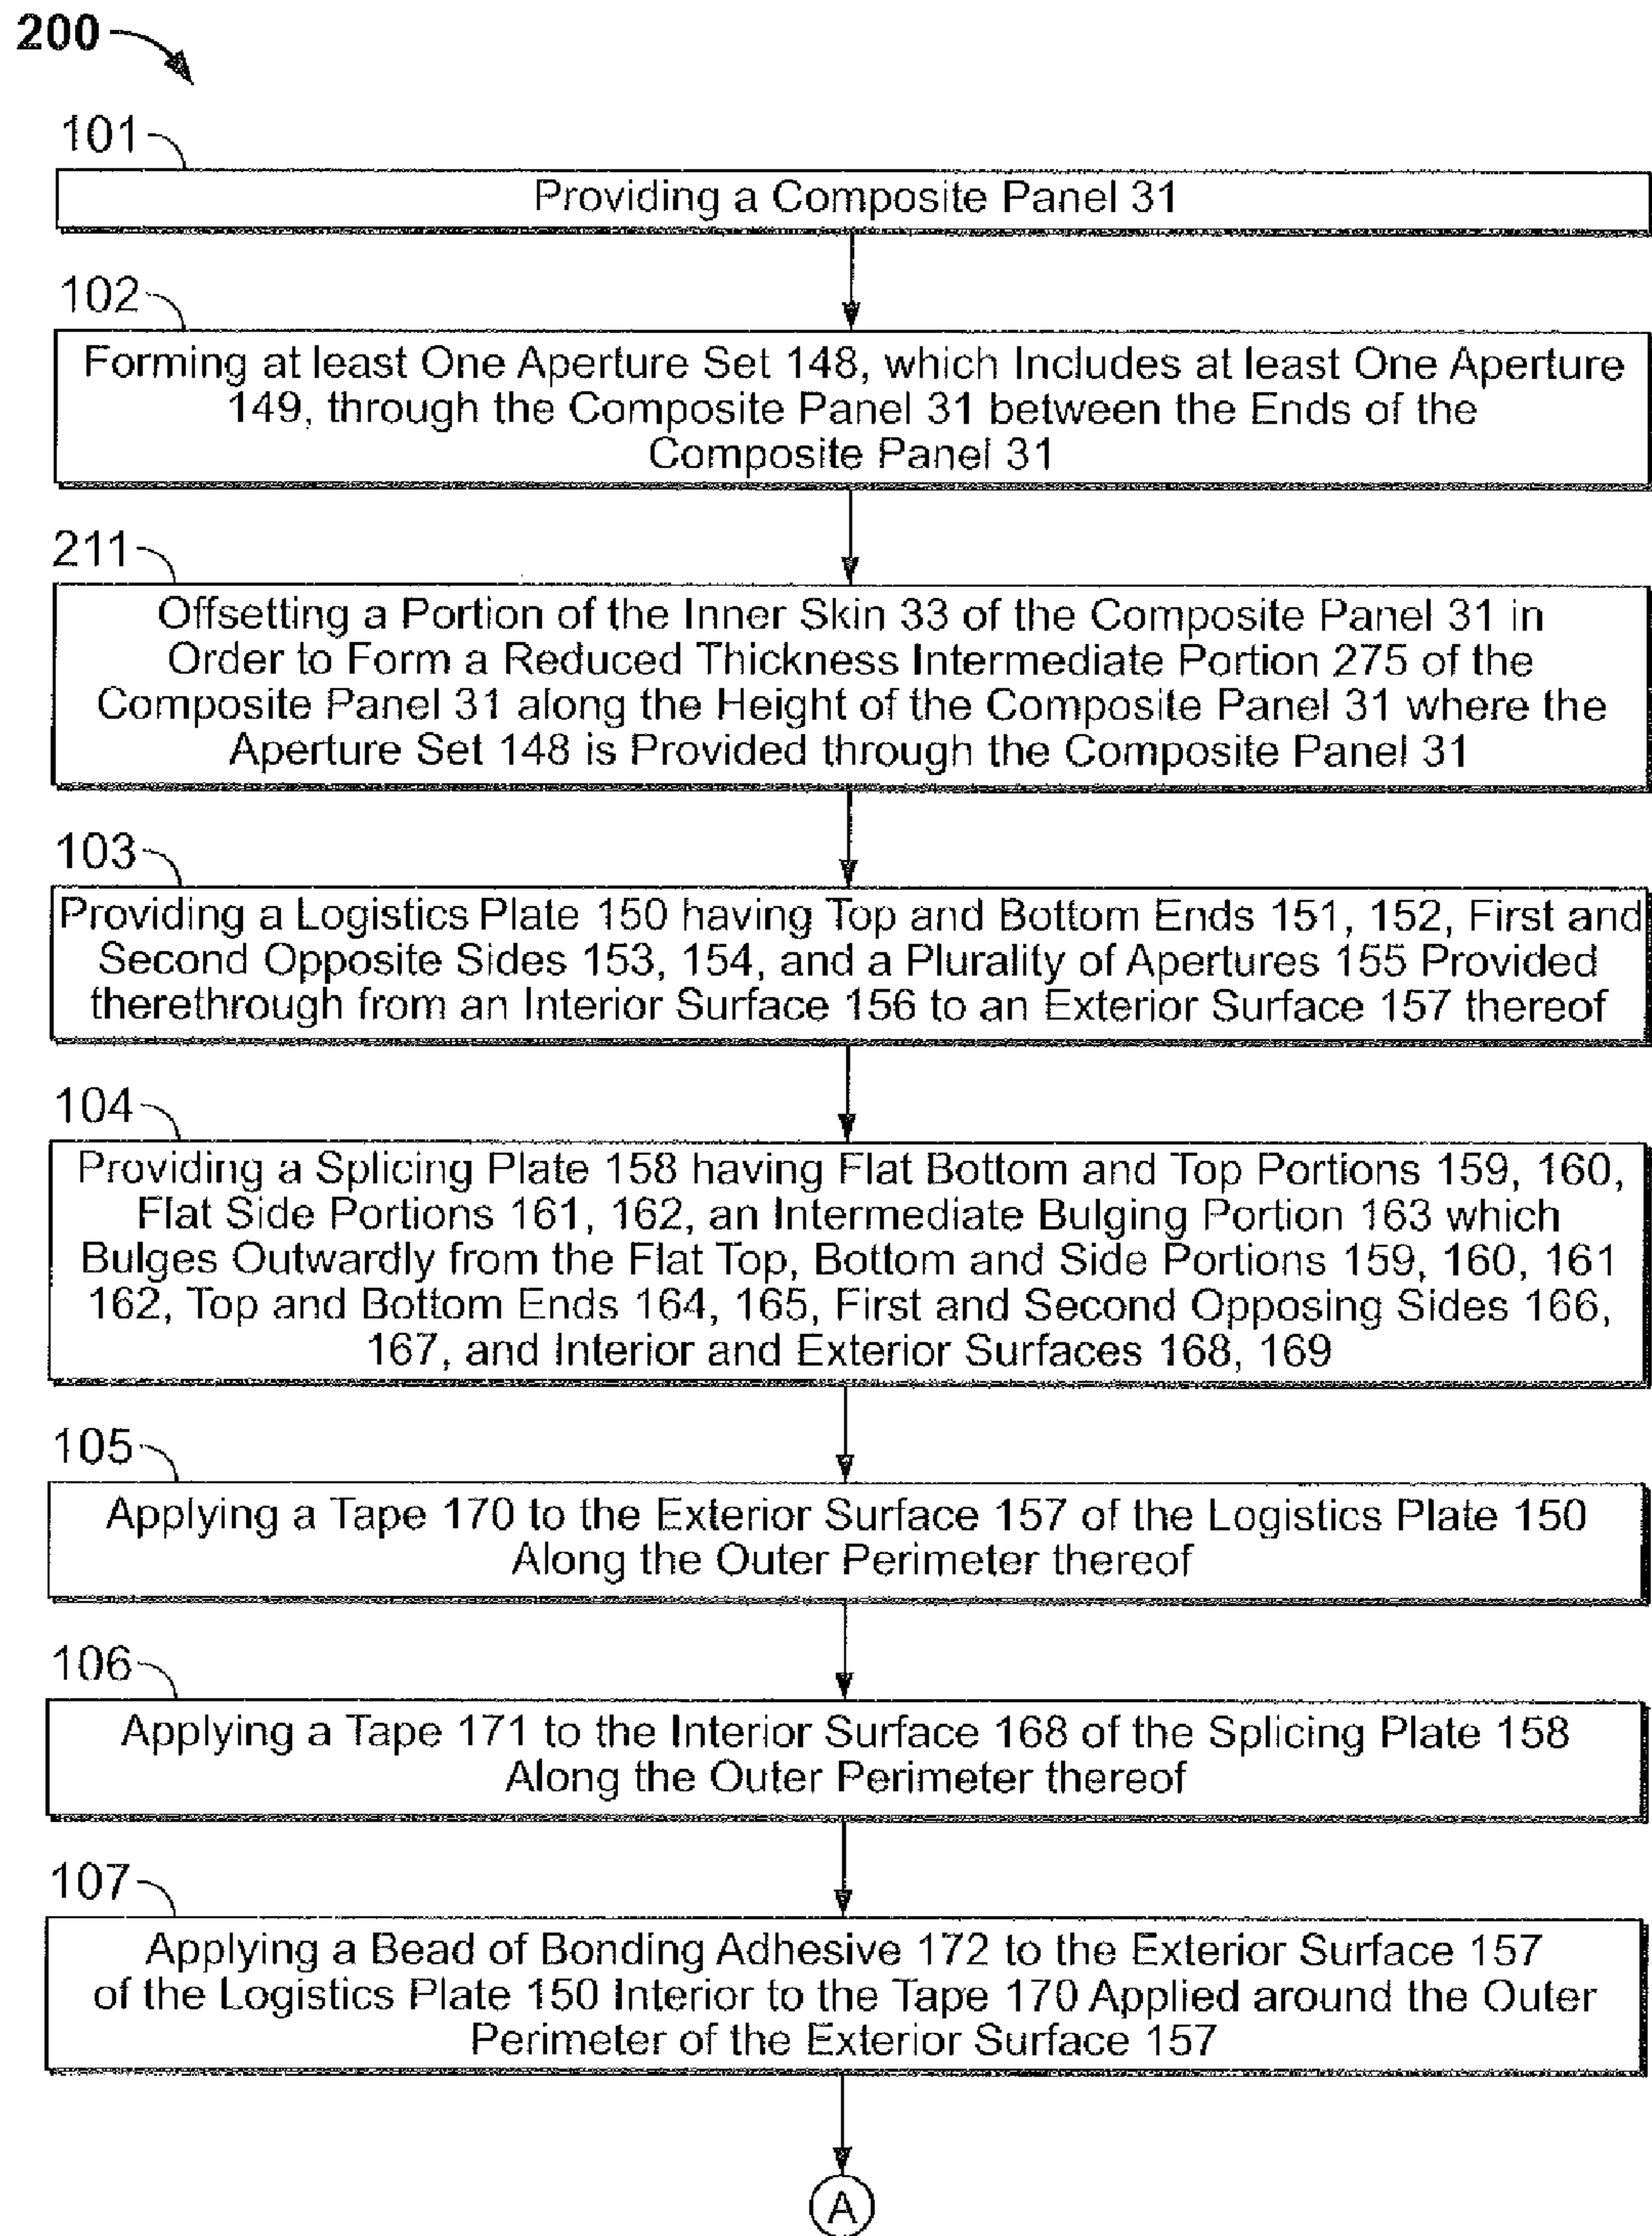 200
101
Providing a Composite Panel 31
102
Forming at least One Aperture Set 148, which Includes at least One Aperture
149, through the Composite Panel 31 between the Ends of the
Composite Panel 31
211
Offsetting a Portion of the Inner Skin 33 of the Composite Panel 31 in
Order to Form a Reduced Thickness Intermediate Portion 275 of the
Composite Panel 31 along the Height of the Composite Panel 31 where the
Aperture Set 148 is Provided through the Composite Panel 31
103
Providing a Logistics Plate 150 having Top and Bottom Ends 151, 152, First and
Second Opposite Sides 153, 154, and a Plurality of Apertures 155 Provided
therethrough from an Interior Surface 156 to an Exterior Surface 157 thereof
104
Providing a Splicing Plate 158 having Flat Bottom and Top Portions 159, 160,
Flat Side Portions 161, 162, an Intermediate Bulging Portion 163 which
Bulges Outwardly from the Flat Top, Bottom and Side Portions 159, 160, 161
162, Top and Bottom Ends 164, 165, First and Second Opposing Sides 166,
167, and Interior and Exterior Surfaces 168, 169
105
Applying a Tape 170 to the Exterior Surface 157 of the Logistics Plate 150
Along the Outer Perimeter thereof
106
Applying a Tape 171 to the Interior Surface 168 of the Splicing Plate 158
Along the Outer Perimeter thereof
107
Applying a Bead of Bonding Adhesive 172 to the Exterior Surface 157
of the Logistics Plate 150 Interior to the Tape 170 Applied around the Outer
Perimeter of the Exterior Surface 157
A